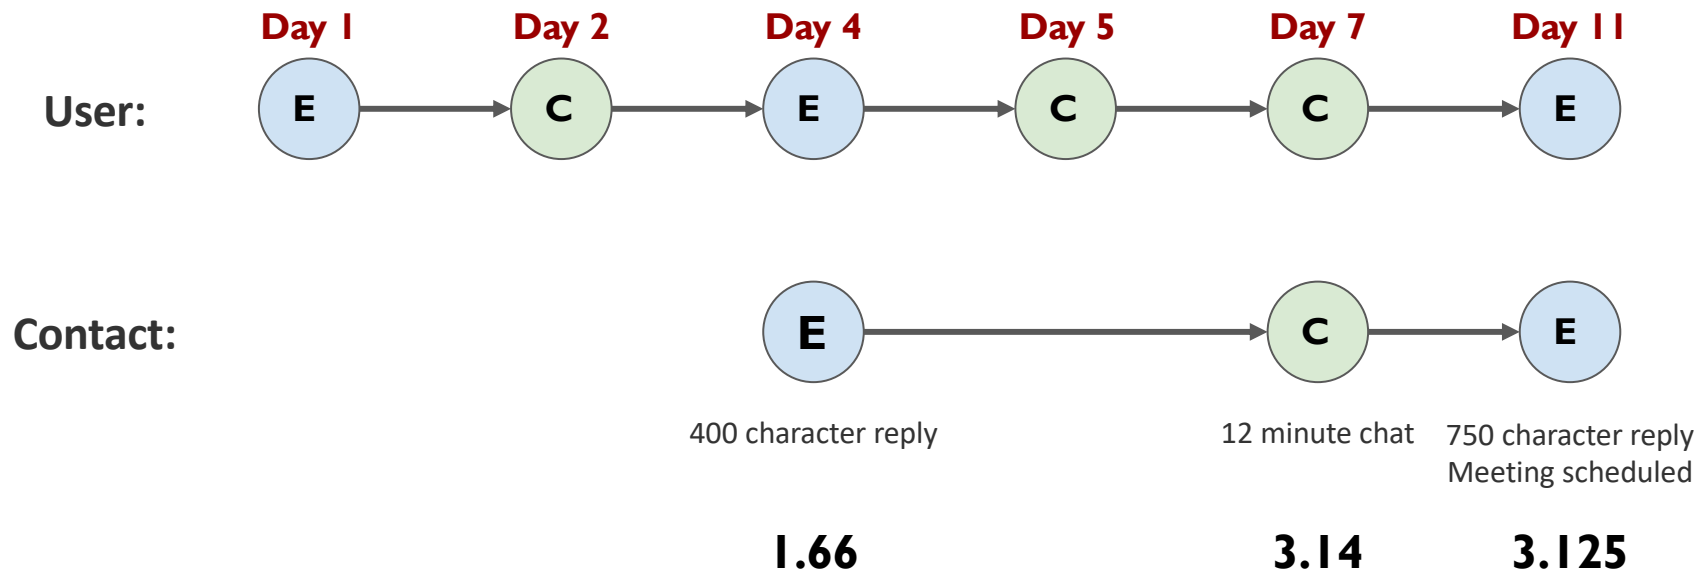 Day 1 Day 2 Day 4 Day 5 Day 7 Day 11
User: E C E C C E
Contact: E C E
400 character reply 12 minute chat 750 character reply
Meeting scheduled
1.66 3.14 3.125